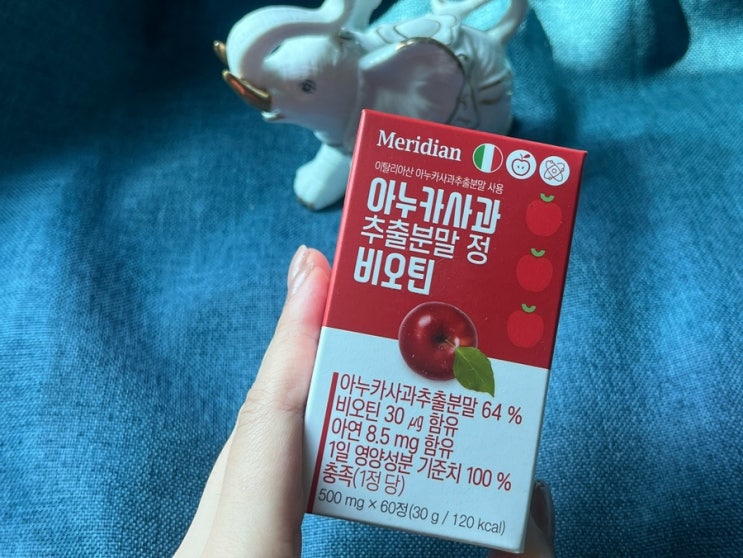 Meridian
이탈리아산 아누카사과추출분말 사용
아누카사과
추출분말 정
비오틴
아누카사과추출분말 64 %
비오틴 30 ㎍ 함유
아연 8.5 mg 함유
1일 영양성분 기준치 100 %
충족(1정 당)
500 mg × 60정(30 g / 120 kcal)